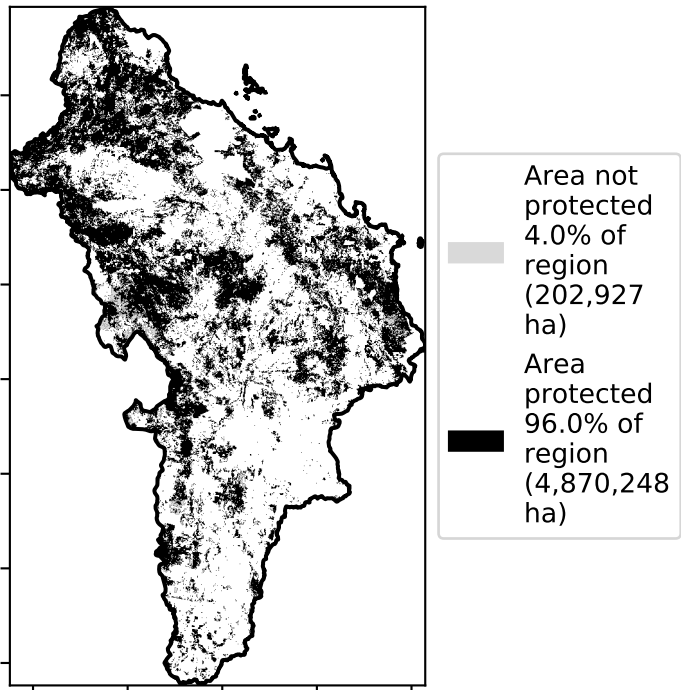 Area not
protected
4.0% of
region
(202,927
ha)
Area
protected
96.0% of
region
(4,870,248
ha)